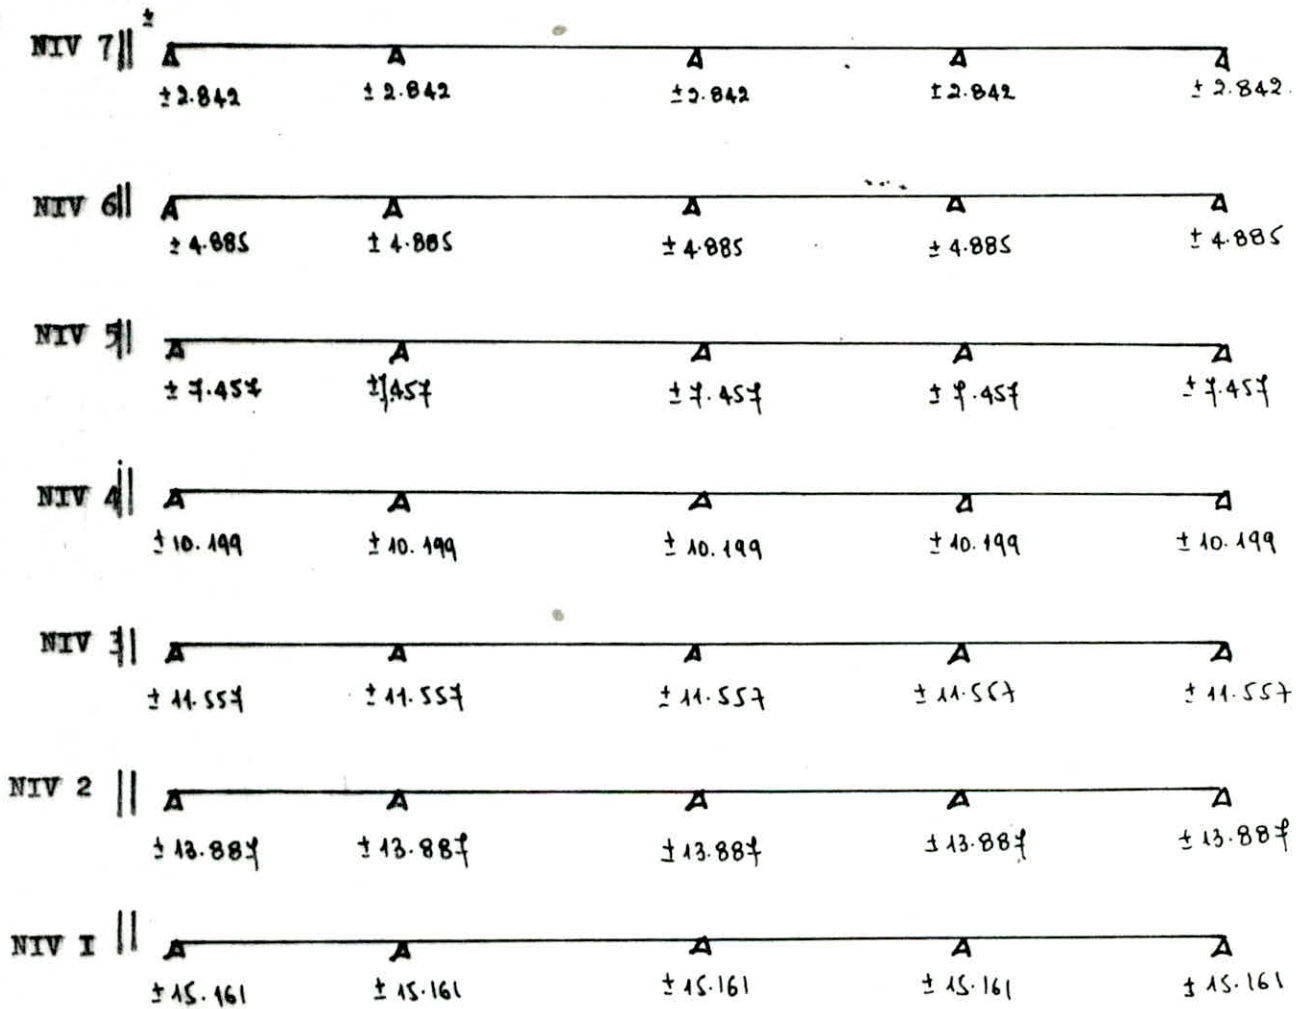 NIV 7 ±
±2.842 ±2.842 ±2.842 ±2.842 ±2.842
NIV 6
±4.885 ±4.885 ±4.885 ±4.885 ±4.885
NIV 5
±7.457 ±7.457 ±7.457 ±7.457 ±7.457
NIV 4
±10.199 ±10.199 ±10.199 ±10.199 ±10.199
NIV 3
±11.557 ±11.557 ±11.557 ±11.557 ±11.557
NIV 2
±13.887 ±13.887 ±13.887 ±13.887 ±13.887
NIV I
±15.161 ±15.161 ±15.161 ±15.161 ±15.161